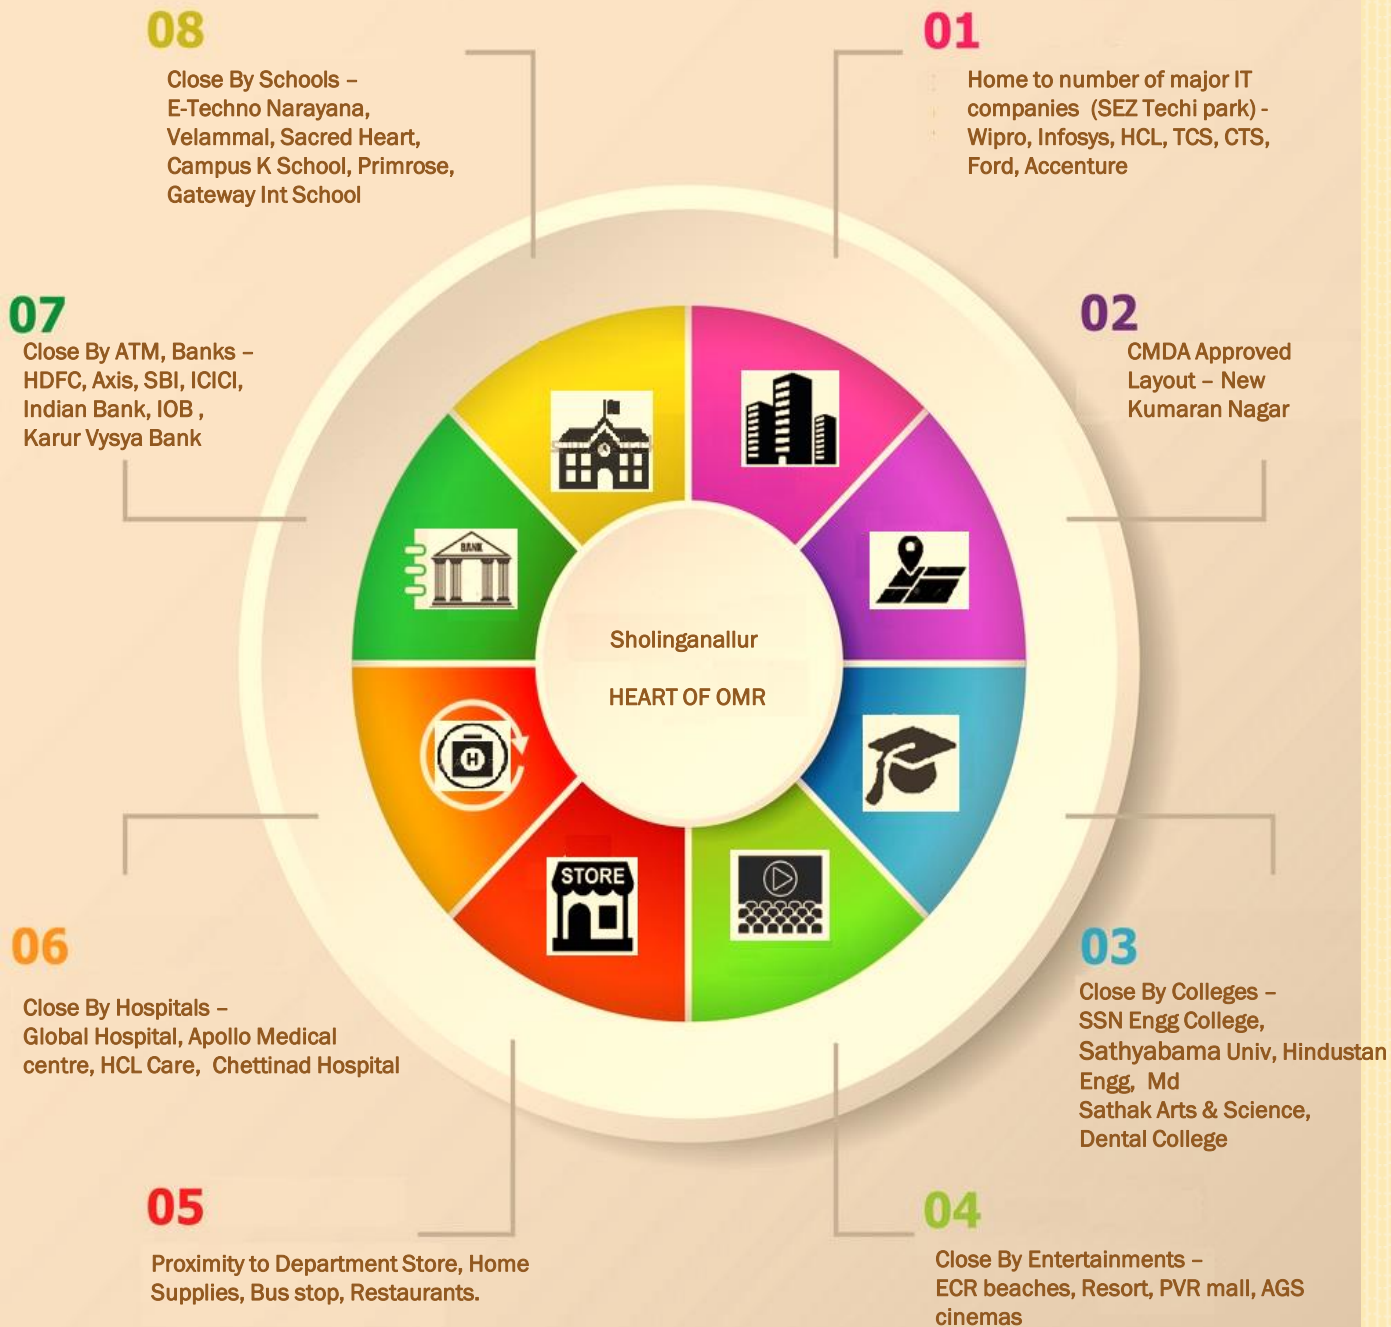 08
Close By Schools –
E-Techno Narayana,
Velammal, Sacred Heart,
Campus K School, Primrose,
Gateway Int School
01
Home to number of major IT
companies (SEZ Techi park) -
Wipro, Infosys, HCL, TCS, CTS,
Ford, Accenture
07
Close By ATM, Banks –
HDFC, Axis, SBI, ICICI,
Indian Bank, IOB ,
Karur Vysya Bank
02
CMDA Approved
Layout – New
Kumaran Nagar
BANK
Sholinganallur
HEART OF OMR
H
STORE
06
Close By Hospitals –
Global Hospital, Apollo Medical
centre, HCL Care, Chettinad Hospital
03
Close By Colleges –
SSN Engg College,
Sathyabama Univ, Hindustan
Engg, Md
Sathak Arts & Science,
Dental College
05
Proximity to Department Store, Home
Supplies, Bus stop, Restaurants.
04
Close By Entertainments –
ECR beaches, Resort, PVR mall, AGS
cinemas